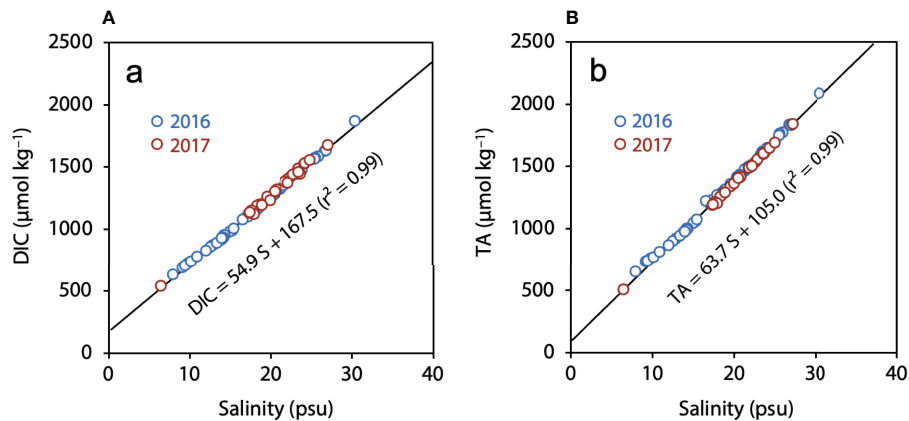 A
2500
2000
1500
1000
500
0
DIC (μmol kg⁻¹)
a
2016
2017
DIC = 54.9 S + 167.5 (r² = 0.99)
0
10
20
30
40
Salinity (psu)
B
2500
2000
1500
1000
500
0
TA (μmol kg⁻¹)
b
2016
2017
TA = 63.7 S + 105.0 (r² = 0.99)
0
10
20
30
40
Salinity (psu)